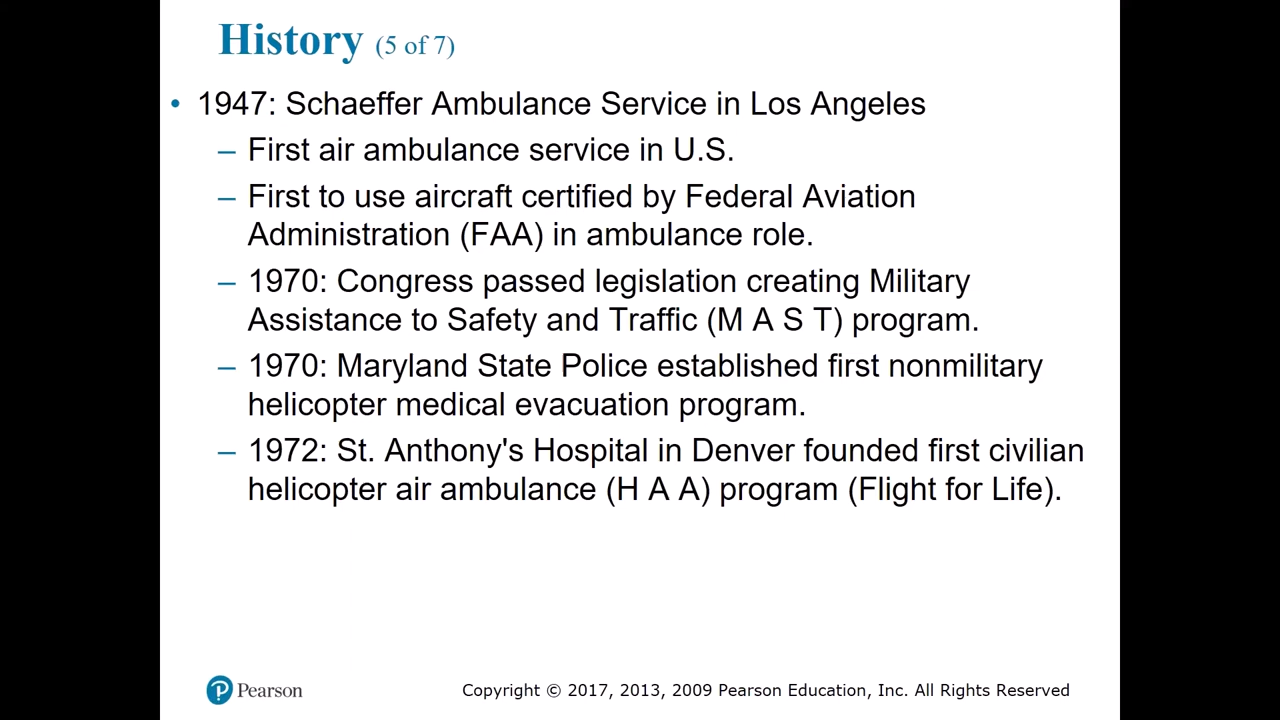 History (5 of 7)
• 1947: Schaeffer Ambulance Service in Los Angeles
– First air ambulance service in U.S.
– First to use aircraft certified by Federal Aviation
Administration (FAA) in ambulance role.
– 1970: Congress passed legislation creating Military
Assistance to Safety and Traffic (M A S T) program.
– 1970: Maryland State Police established first nonmilitary
helicopter medical evacuation program.
– 1972: St. Anthony's Hospital in Denver founded first civilian
helicopter air ambulance (H A A) program (Flight for Life).
P Pearson
Copyright © 2017, 2013, 2009 Pearson Education, Inc. All Rights Reserved